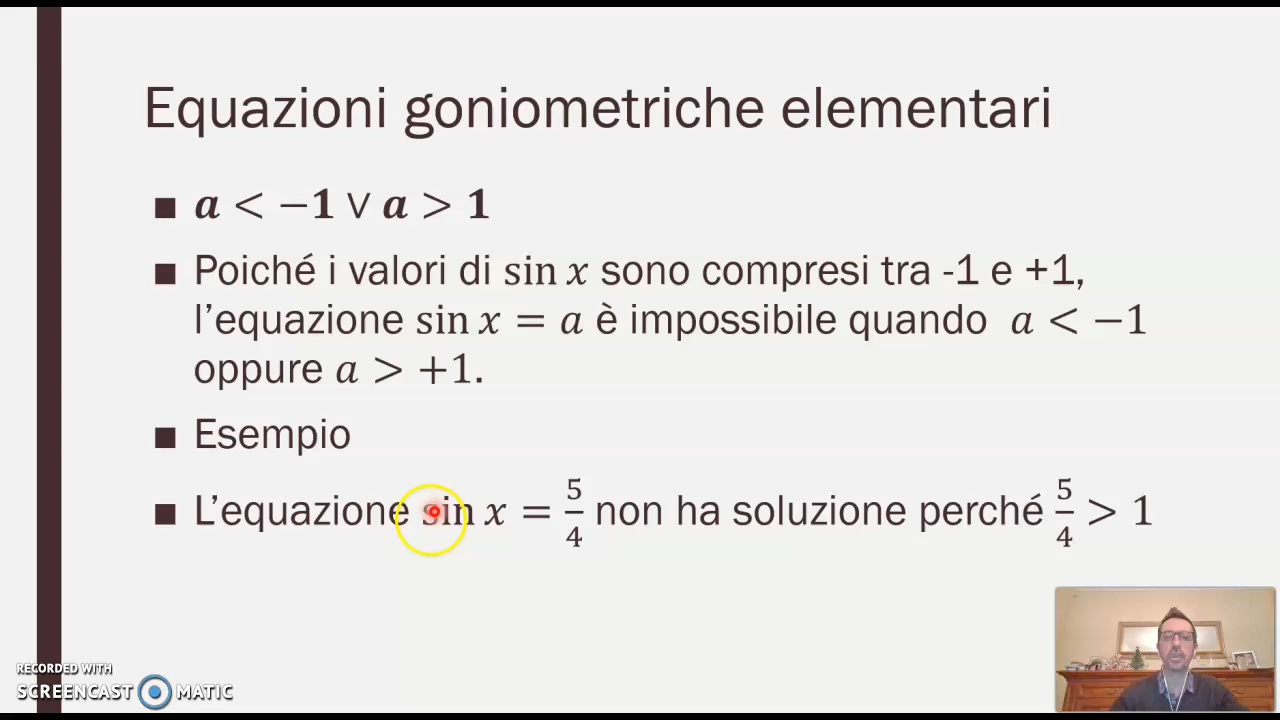 Equazioni goniometriche elementari
■ a < −1 ∨ a > 1
■ Poiché i valori di sin x sono compresi tra -1 e +1,
l’equazione sin x = a è impossibile quando a < −1
oppure a > +1.
■ Esempio
■ L’equazione sin x = 5/4 non ha soluzione perché 5/4 > 1
RECORDED WITH
SCREENCAST MATIC